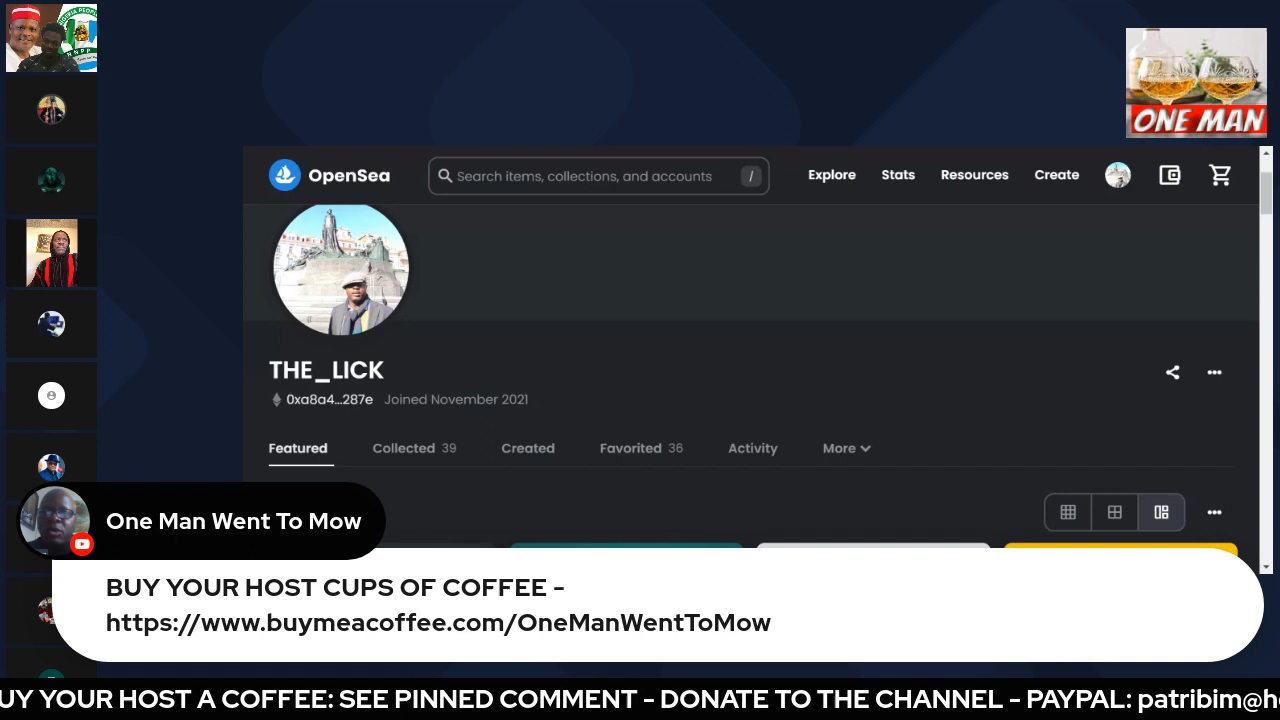 ONE MAN
OpenSea
Search items, collections, and accounts
/
Explore
Stats
Resources
Create
THE_LICK
0xa8a4...287e Joined November 2021
Featured
Collected 39
Created
Favorited 36
Activity
More
One Man Went To Mow
BUY YOUR HOST CUPS OF COFFEE -
https://www.buymeacoffee.com/OneManWentToMow
UY YOUR HOST A COFFEE: SEE PINNED COMMENT - DONATE TO THE CHANNEL - PAYPAL: patribim@h